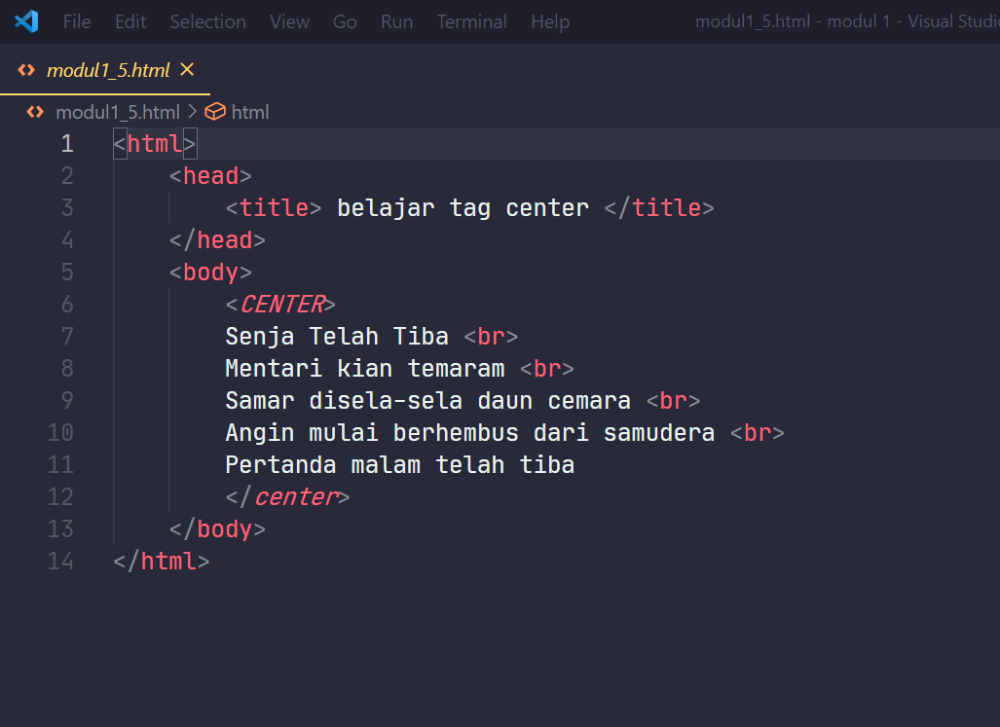 File Edit Selection View Go Run Terminal Help modul1_5.html - modul 1 - Visual Studi
modul1_5.html
modul1_5.html > html
1 <html>
2 <head>
3 <title> belajar tag center </title>
4 </head>
5 <body>
6 <CENTER>
7 Senja Telah Tiba <br>
8 Mentari kian temaram <br>
9 Samar disela-sela daun cemara <br>
10 Angin mulai berhembus dari samudera <br>
11 Pertanda malam telah tiba
12 </center>
13 </body>
14 </html>